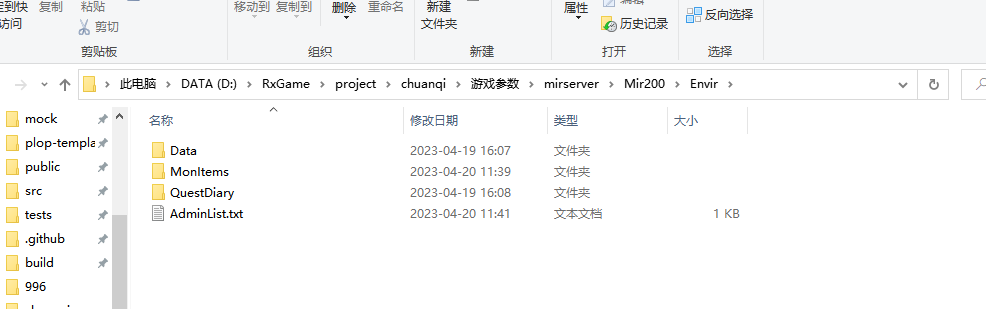 定到快 复制 粘贴 移动到 复制到 删除 重命名 新建 属性 编辑
访问 剪切 文件夹 历史记录 反向选择
剪贴板 组织 新建 打开 选择
此电脑 DATA (D:) RxGame project chuanqi 游戏参数 mirserver Mir200 Envir
名称 修改日期 类型 大小
mock
plop-templa
public
src
tests
.github
build
996
Data 2023-04-19 16:07 文件夹
MonItems 2023-04-20 11:39 文件夹
QuestDiary 2023-04-19 16:08 文件夹
AdminList.txt 2023-04-20 11:41 文本文档 1 KB